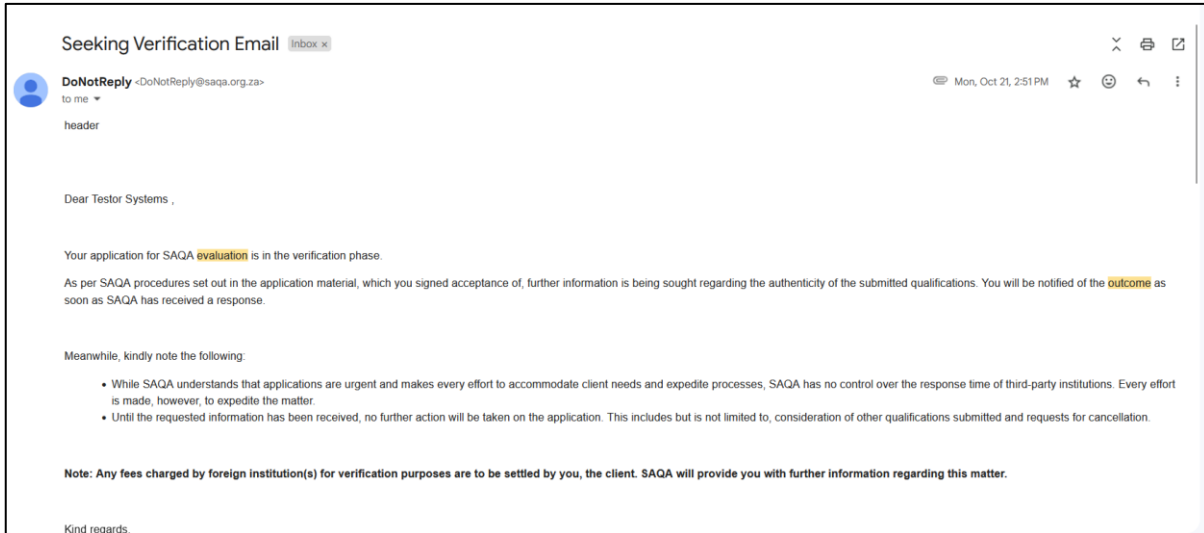 Seeking Verification Email Inbox ×
DoNotReply <DoNotReply@saqa.org.za> Mon, Oct 21, 2:51 PM
to me
header
Dear Testor Systems ,
Your application for SAQA evaluation is in the verification phase.
As per SAQA procedures set out in the application material, which you signed acceptance of, further information is being sought regarding the authenticity of the submitted qualifications. You will be notified of the outcome as
soon as SAQA has received a response.
Meanwhile, kindly note the following:
• While SAQA understands that applications are urgent and makes every effort to accommodate client needs and expedite processes, SAQA has no control over the response time of third-party institutions. Every effort
is made, however, to expedite the matter.
• Until the requested information has been received, no further action will be taken on the application. This includes but is not limited to, consideration of other qualifications submitted and requests for cancellation.
Note: Any fees charged by foreign institution(s) for verification purposes are to be settled by you, the client. SAQA will provide you with further information regarding this matter.
Kind regards,